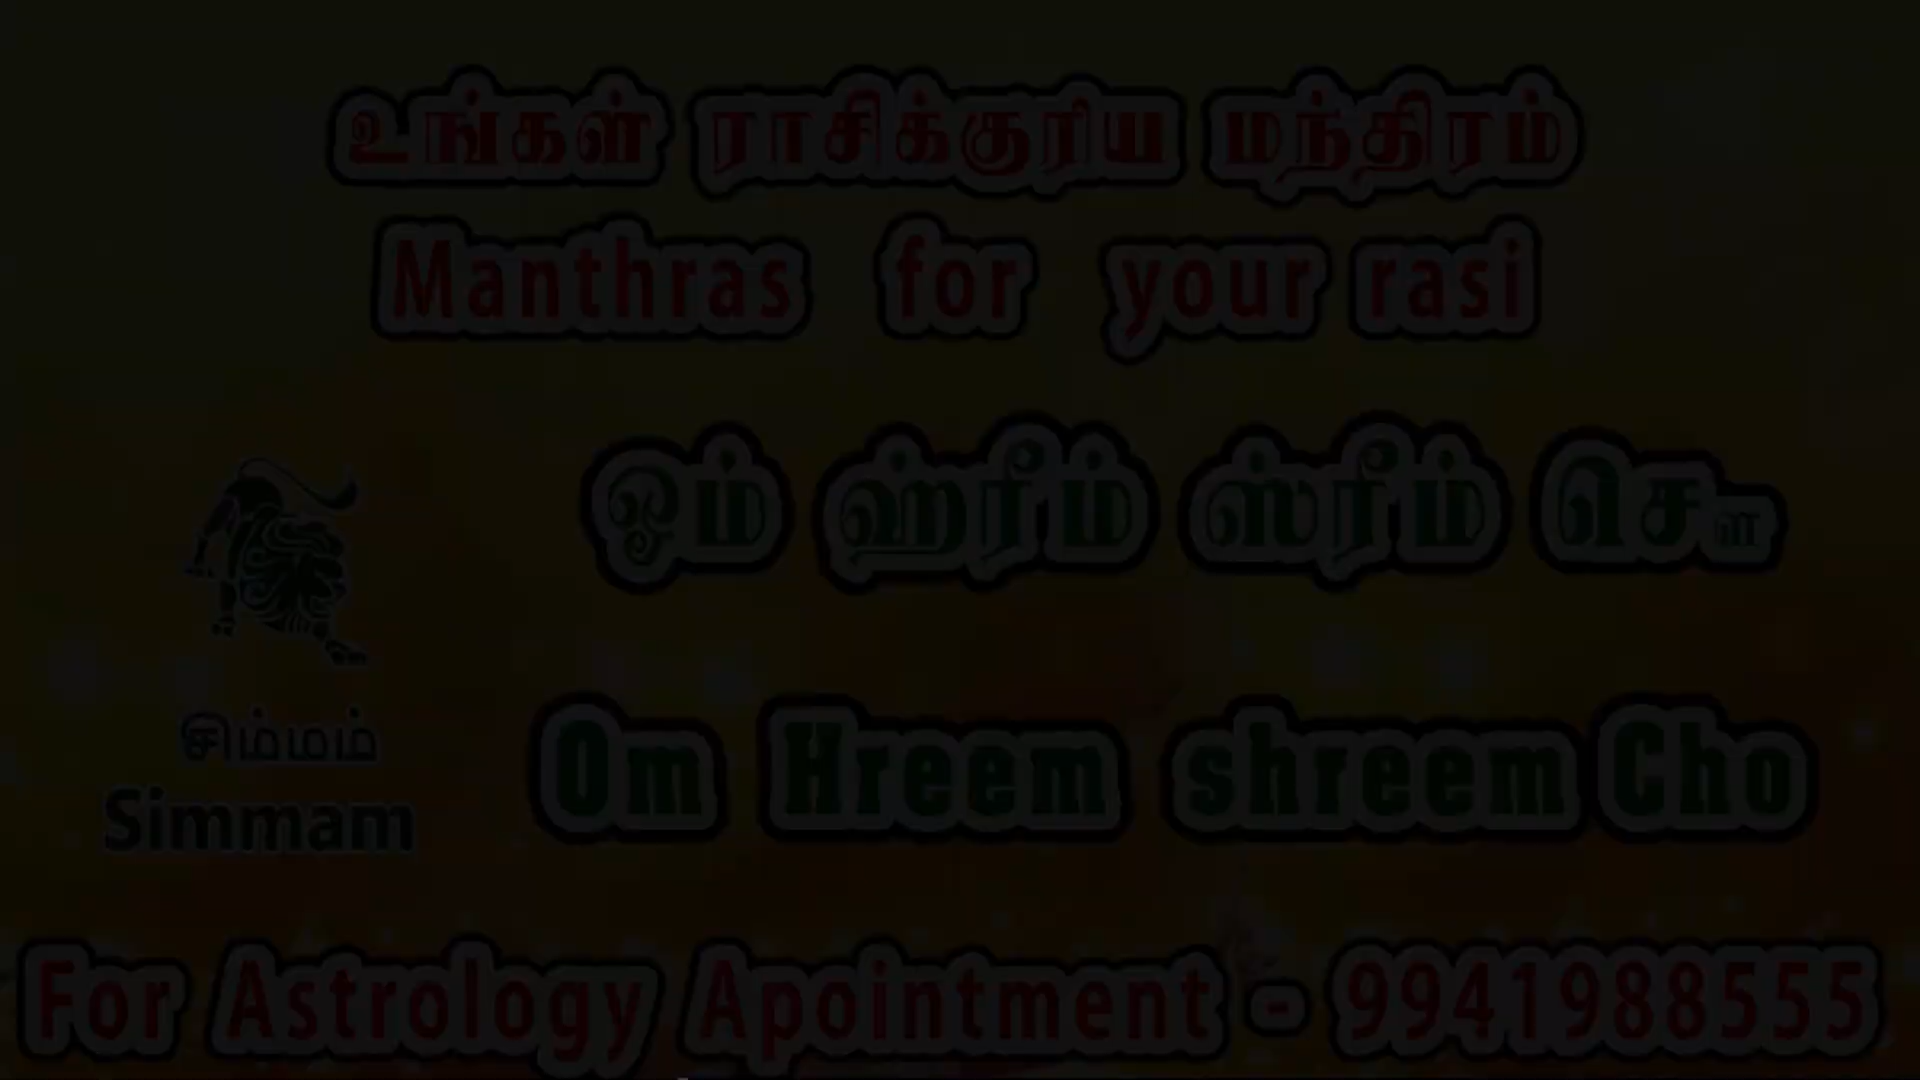 உங்கள் ராசிக்குரிய மந்திரம்
Manthras for your rasi
ஓம் ஹ்ரீம் ஸ்ரீம் சௌ
சிம்மம்
Simmam
Om Hreem shreem Cho
For Astrology Apointment - 9941988555